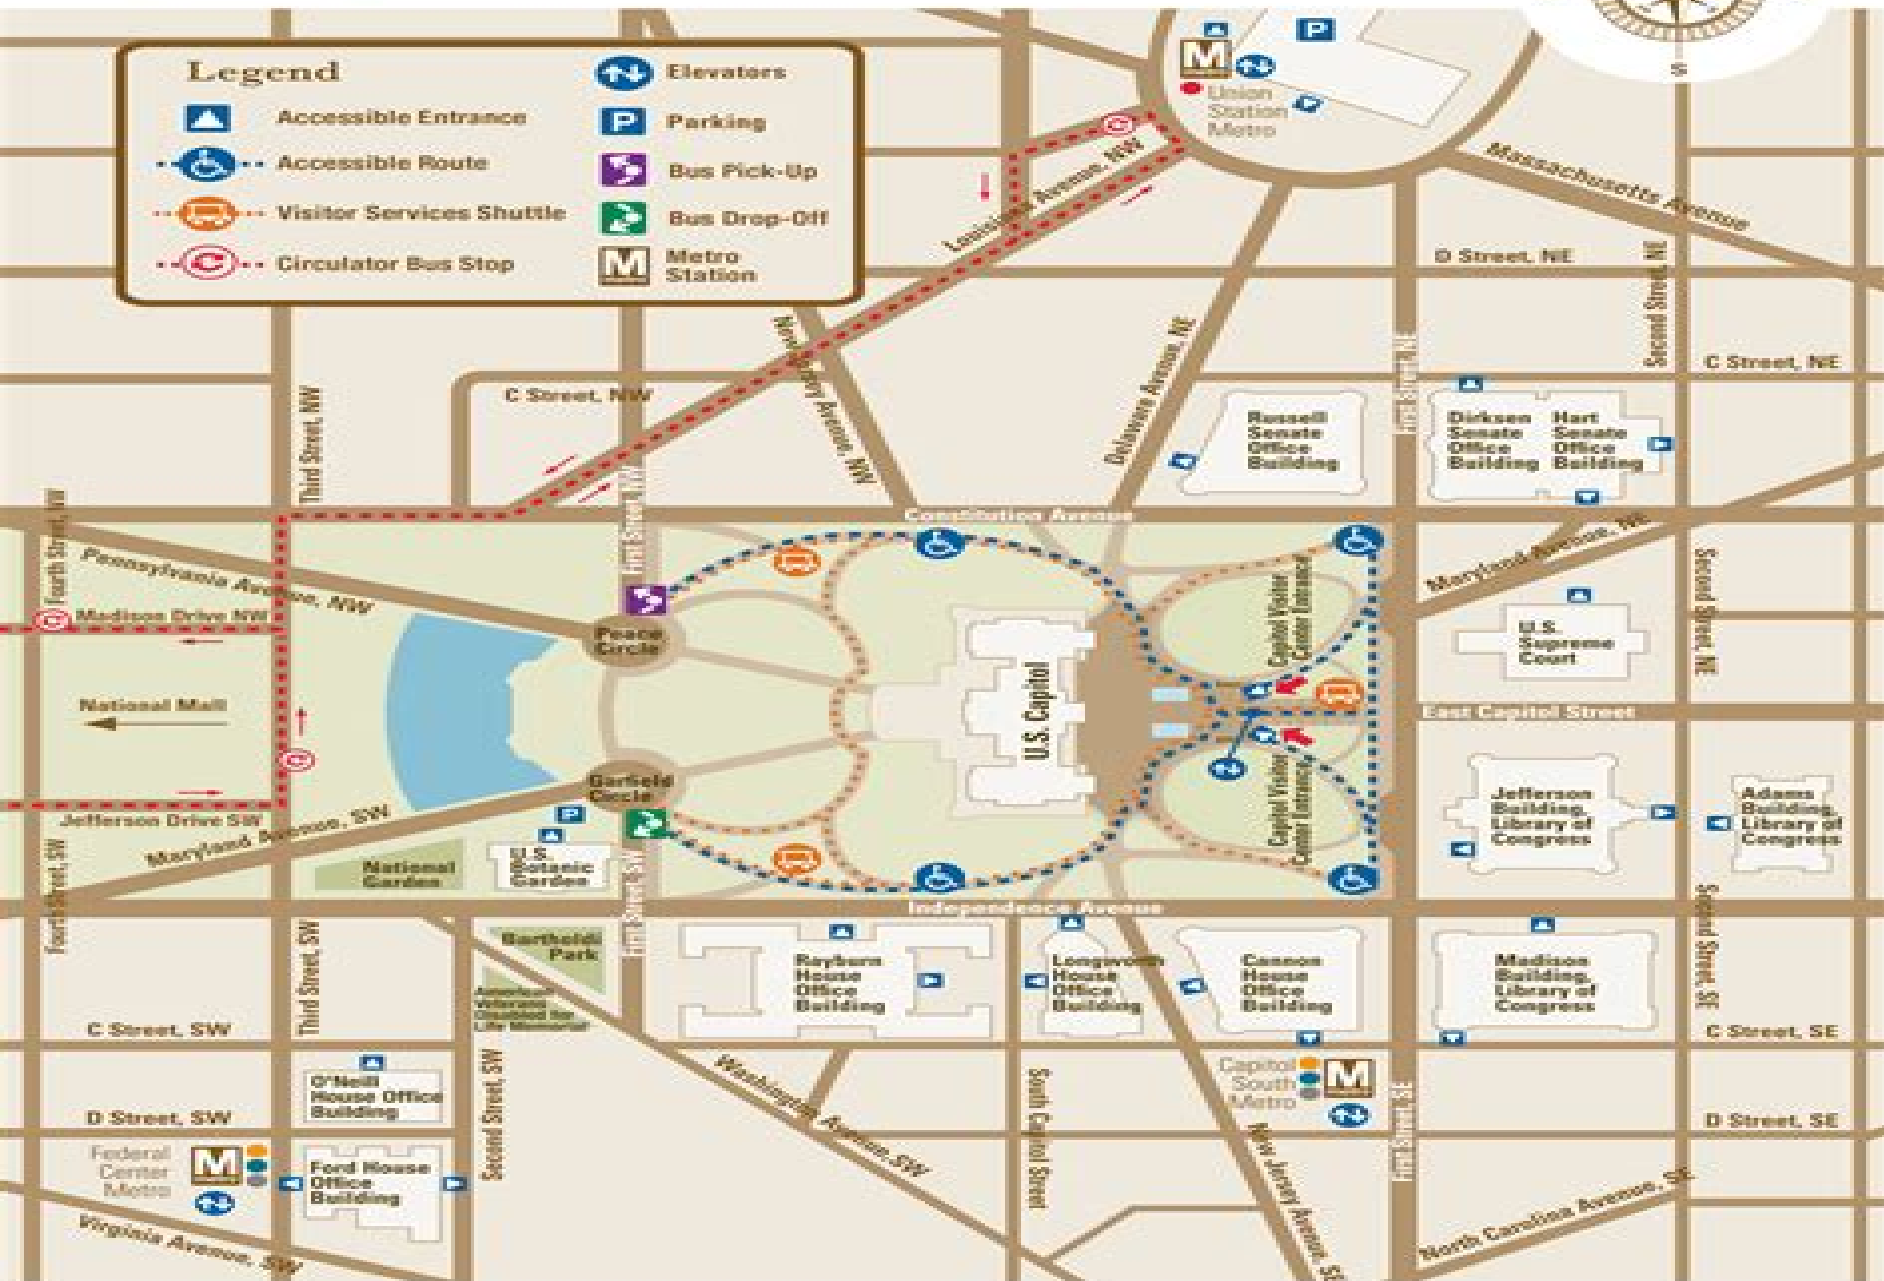 Legend
Accessible Entrance
Accessible Route
Visitor Services Shuttle
Circulator Bus Stop
Elevators
P
Parking
Bus Pick-Up
Bus Drop-Off
M
Metro
Station
P
M
Union
Station
Metro
S
Louisiana Avenue, NW
Massachusetts Avenue
D Street, NE
Second Street, NE
C Street, NE
First Street, NE
Delaware Avenue, NE
New Jersey Avenue, NW
C Street, NW
Third Street, NW
First Street, NW
Russell
Senate
Office
Building
Dirksen
Senate
Office
Building
Hart
Senate
Office
Building
Constitution Avenue
Fourth Street, NW
Pennsylvania Avenue, NW
Madison Drive NW
National Mall
Jefferson Drive SW
Maryland Avenue, SW
Peace
Circle
Garfield
Circle
U.S. Capitol
Capitol Visitor
Center Entrance
Capitol Visitor
Center Entrance
Maryland Avenue, NE
Second Street, NE
U.S.
Supreme
Court
East Capitol Street
Jefferson
Building,
Library of
Congress
Adams
Building,
Library of
Congress
P
National
Garden
U.S.
Botanic
Garden
Fourth Street, SW
First Street, SW
Independence Avenue
Second Street, SE
Third Street, SW
Bartholdi
Park
American
Veterans
Disabled for
Life Memorial
Rayburn
House
Office
Building
Longworth
House
Office
Building
Cannon
House
Office
Building
Madison
Building,
Library of
Congress
C Street, SW
C Street, SE
O'Neill
House Office
Building
Second Street, SW
Washington Avenue, SW
South Capitol Street
Capitol
South
Metro
M
First Street, SE
D Street, SW
D Street, SE
Federal
Center
Metro
M
Ford House
Office
Building
New Jersey Avenue, SE
North Carolina Avenue, SE
Virginia Avenue, SW